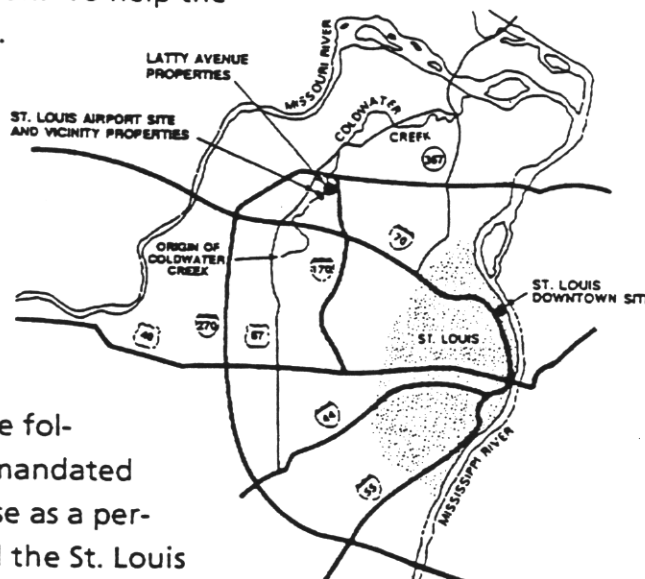 help the
.
LATTY AVENUE
PROPERTIES
MISSOURI RIVER
ST. LOUIS AIRPORT SITE
AND VICINITY PROPERTIES
COLDWATER
CREEK
367
70
ORIGIN OF
COLDWATER
CREEK
170
ST. LOUIS
DOWNTOWN SITE
40
270
67
ST. LOUIS
44
55
MISSISSIPPI RIVER
e fol-
mandated
se as a per-
the St. Louis